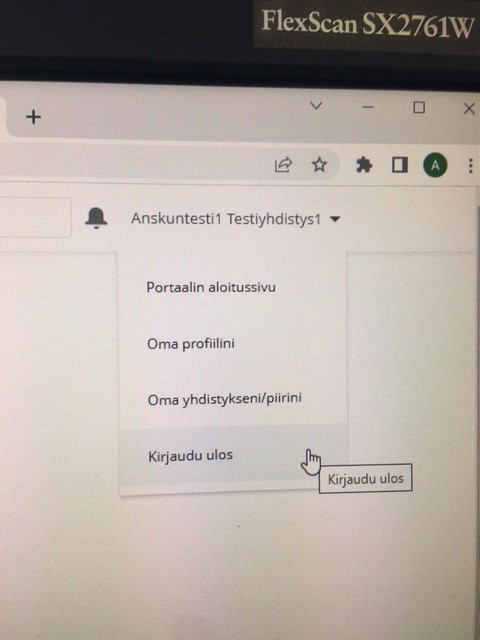 FlexScan SX2761W
A
Anskuntesti1 Testiyhdistys1
Portaalin aloitussivu
Oma profiilini
Oma yhdistykseni/piirini
Kirjaudu ulos
Kirjaudu ulos